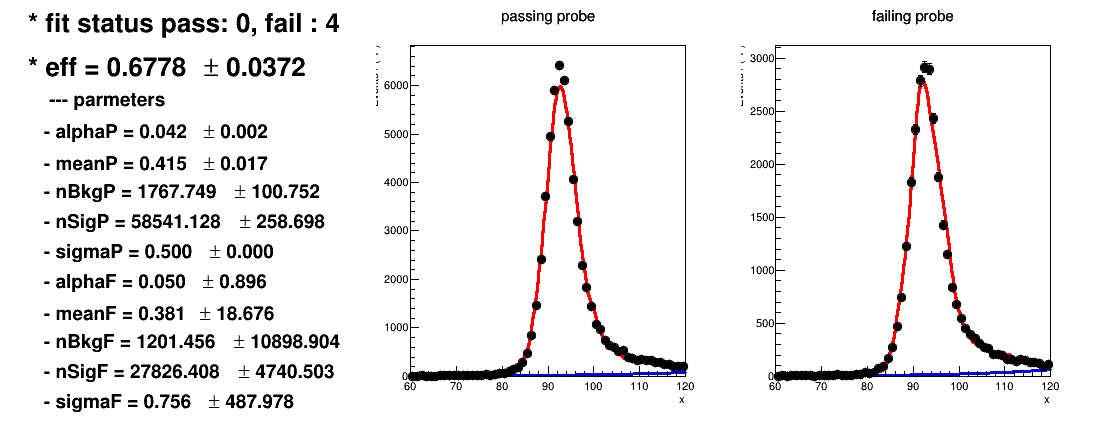 * fit status pass: 0, fail : 4
* eff = 0.6778 ± 0.0372
--- parmeters
- alphaP = 0.042 ± 0.002
- meanP = 0.415 ± 0.017
- nBkgP = 1767.749 ± 100.752
- nSigP = 58541.128 ± 258.698
- sigmaP = 0.500 ± 0.000
- alphaF = 0.050 ± 0.896
- meanF = 0.381 ± 18.676
- nBkgF = 1201.456 ± 10898.904
- nSigF = 27826.408 ± 4740.503
- sigmaF = 0.756 ± 487.978
passing probe
6000
5000
4000
3000
2000
1000
0
60 70 80 90 100 110 120
x
failing probe
3000
2500
2000
1500
1000
500
0
60 70 80 90 100 110 120
x